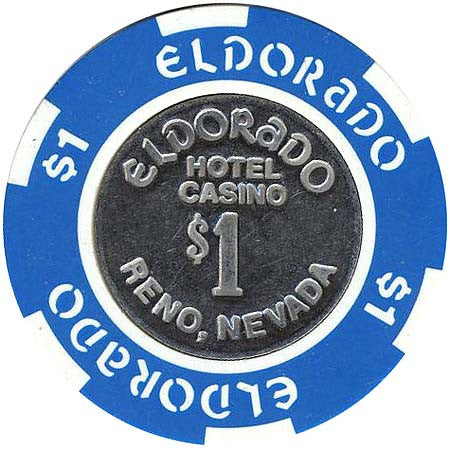 ELDORADO
$1
ELDORADO
$1
ELDORADO
HOTEL
CASINO
$1
RENO, NEVADA